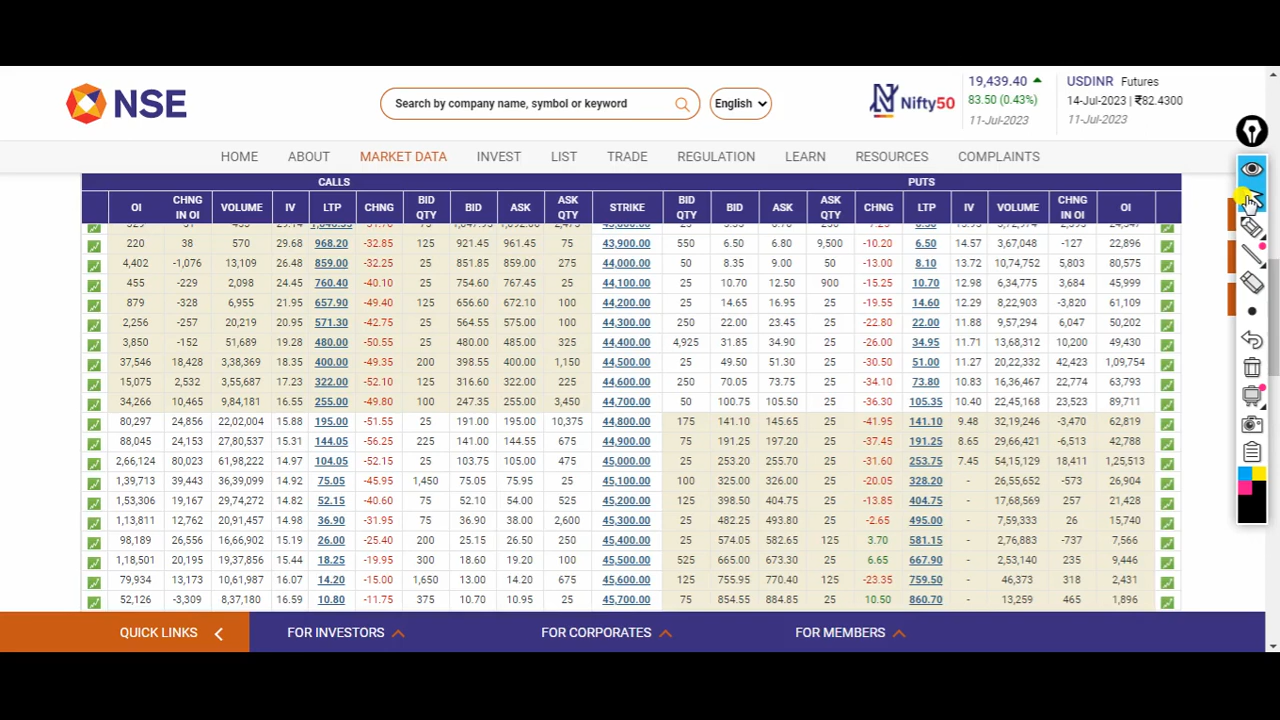 NSE
Search by company name, symbol or keyword
English
Nifty50
19,439.40
83.50 (0.43%)
11-Jul-2023
USDINR Futures
14-Jul-2023 | ₹82.4300
11-Jul-2023
HOME ABOUT MARKET DATA INVEST LIST TRADE REGULATION LEARN RESOURCES COMPLAINTS
CALLS PUTS
OI CHNG IN OI VOLUME IV LTP CHNG BID QTY BID ASK ASK QTY STRIKE BID QTY BID ASK ASK QTY CHNG LTP IV VOLUME CHNG IN OI OI
220 38 570 29.68 968.20 -32.85 125 921.45 961.45 75 43,900.00 550 6.50 6.80 9,500 -10.20 6.50 14.57 3,67,048 -127 22,896
4,402 -1,076 13,109 26.48 859.00 -32.25 25 831.85 859.00 275 44,000.00 50 8.35 9.00 50 -13.00 8.10 13.72 10,74,752 5,803 80,575
455 -229 2,098 24.45 760.40 -40.10 25 754.60 767.45 25 44,100.00 25 10.70 12.50 900 -15.25 10.70 12.98 6,34,775 3,684 45,999
879 -328 6,955 21.95 657.90 -49.40 125 656.60 672.10 100 44,200.00 25 14.65 16.95 25 -19.55 14.60 12.29 8,22,903 -3,820 61,109
2,256 -257 20,219 20.95 571.30 -42.75 25 564.55 575.00 100 44,300.00 250 22.00 23.45 25 -22.80 22.00 11.88 9,57,294 6,047 50,202
3,850 -152 51,689 19.28 480.00 -50.55 25 480.00 485.00 325 44,400.00 4,925 31.85 34.90 25 -26.00 34.95 11.71 13,68,312 10,200 49,430
37,546 18,428 3,38,369 18.35 400.00 -49.35 200 358.55 400.00 1,150 44,500.00 25 49.50 51.30 25 -30.50 51.00 11.27 20,22,332 42,423 1,09,754
15,075 2,532 3,55,687 17.23 322.00 -52.10 125 316.60 322.00 225 44,600.00 250 70.05 73.75 25 -34.10 73.80 10.83 16,36,467 22,774 63,793
34,266 10,465 9,84,181 16.55 255.00 -49.80 100 247.35 255.00 3,450 44,700.00 50 100.75 105.50 25 -36.30 105.35 10.40 22,45,168 23,523 89,711
80,297 24,856 22,02,004 15.88 195.00 -51.55 25 191.00 195.00 10,375 44,800.00 175 141.10 145.65 25 -41.95 141.10 9.48 32,19,246 -3,470 62,819
88,045 24,153 27,80,537 15.31 144.05 -56.25 225 141.00 144.55 675 44,900.00 75 191.25 197.25 25 -37.45 191.25 8.65 29,66,421 -6,513 42,788
2,66,124 80,023 61,98,222 14.97 104.05 -52.15 25 103.75 105.00 475 45,000.00 25 253.20 255.70 25 -31.60 253.75 7.45 54,15,129 18,411 1,25,513
1,39,713 39,443 36,39,099 14.92 75.05 -45.95 1,450 75.05 75.95 25 45,100.00 100 325.00 326.00 25 -20.05 328.20 - 26,55,652 -573 26,904
1,53,306 19,167 29,74,272 14.82 52.15 -40.60 75 52.10 54.00 525 45,200.00 125 398.50 404.75 25 -13.85 404.75 - 17,68,569 257 21,428
1,13,811 12,762 20,91,457 14.98 36.90 -31.95 75 36.90 38.00 2,600 45,300.00 25 482.25 493.80 25 -2.65 495.00 - 7,59,333 26 15,740
98,189 26,556 16,66,902 15.19 26.00 -25.40 200 25.15 26.50 250 45,400.00 25 574.05 582.65 125 3.70 581.15 - 2,76,883 -737 7,566
1,18,501 20,195 19,37,856 15.44 18.25 -19.95 300 18.10 19.20 100 45,500.00 525 665.00 673.30 25 6.65 667.90 - 2,53,140 235 9,446
79,934 13,173 10,61,987 16.07 14.20 -15.00 1,650 13.00 14.20 675 45,600.00 125 755.95 770.40 125 -23.35 759.50 - 46,373 318 2,431
52,126 -3,309 8,37,180 16.59 10.80 -11.75 375 10.70 10.95 25 45,700.00 75 854.55 884.85 25 10.50 860.70 - 13,259 465 1,896
QUICK LINKS FOR INVESTORS FOR CORPORATES FOR MEMBERS